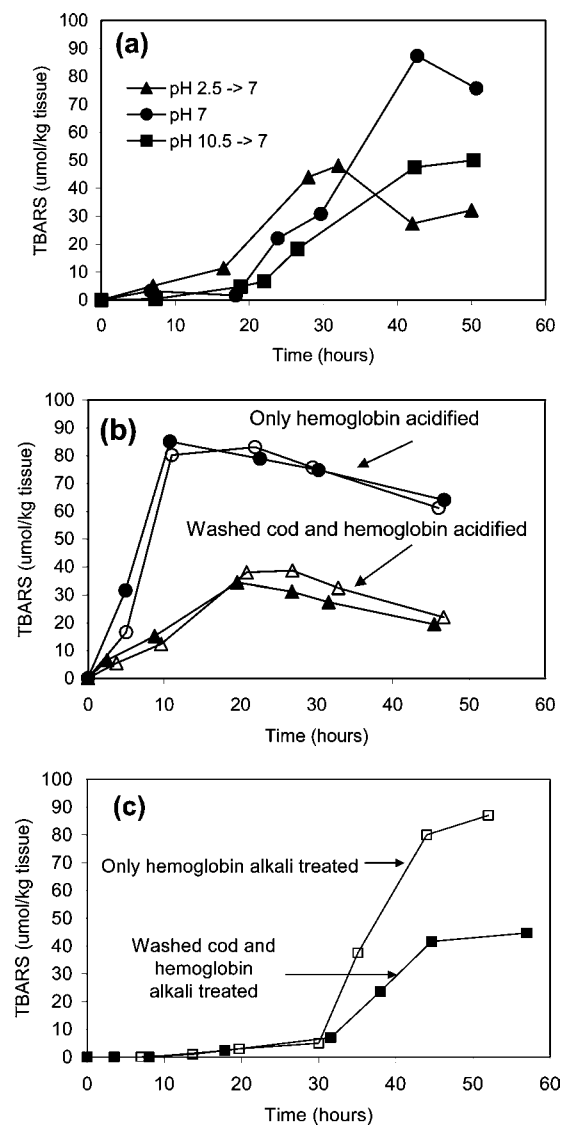 (a)
TBARS (umol/kg tissue)
100
90
80
70
60
50
40
30
20
10
0
pH 2.5 -> 7
pH 7
pH 10.5 -> 7
0 10 20 30 40 50 60
Time (hours)
(b)
TBARS (umol/kg tissue)
100
90
80
70
60
50
40
30
20
10
0
Only hemoglobin acidified
Washed cod and hemoglobin acidified
0 10 20 30 40 50 60
Time (hours)
(c)
TBARS (umol/kg tissue)
100
90
80
70
60
50
40
30
20
10
0
Only hemoglobin alkali treated
Washed cod and
hemoglobin
alkali treated
0 10 20 30 40 50 60
Time (hours)